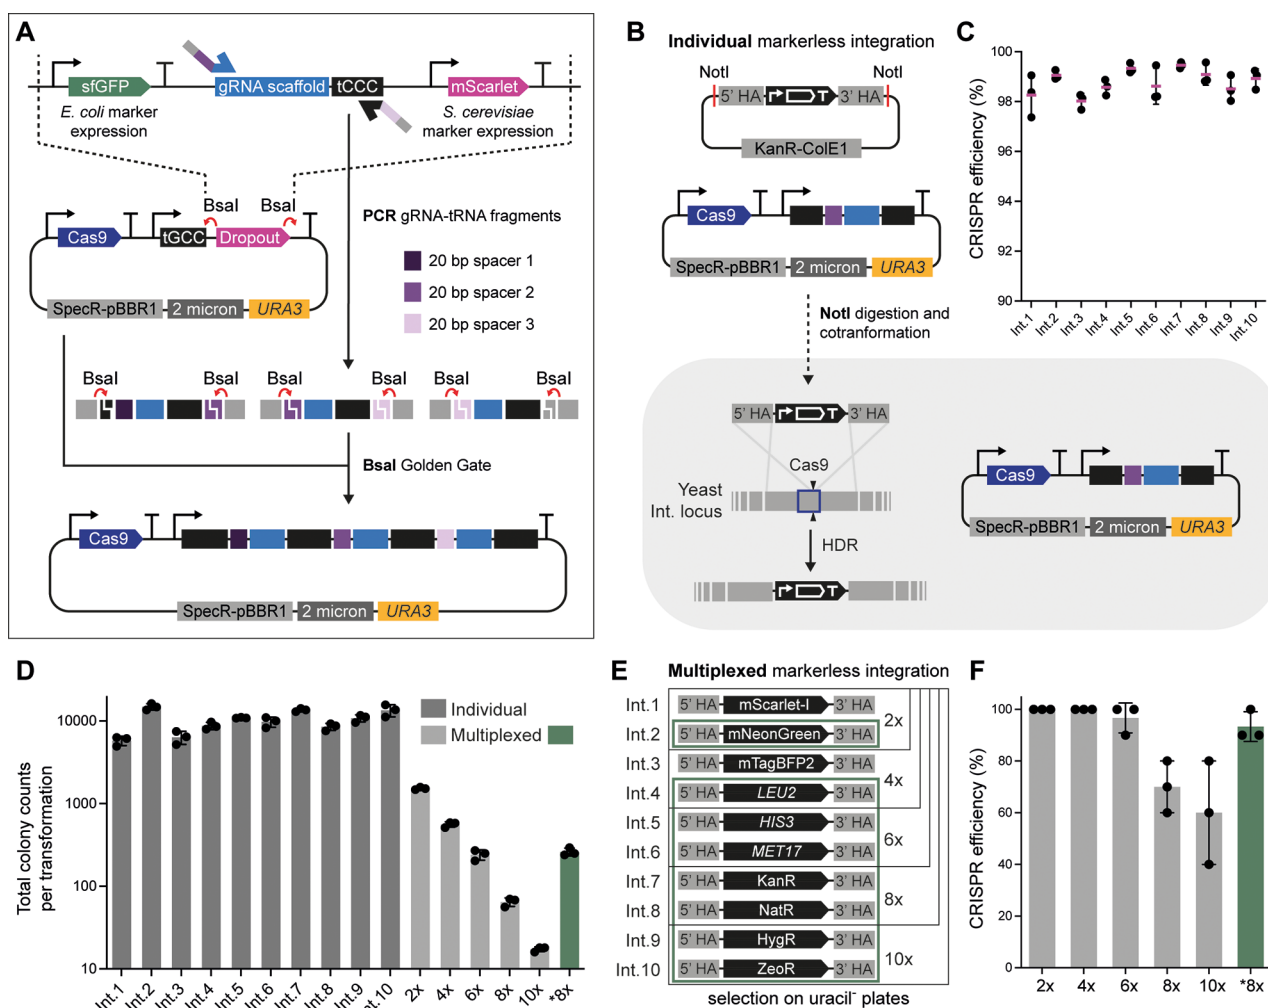 A
sfGFP
gRNA scaffold
tCCC
mScarlet
E. coli marker
expression
S. cerevisiae
marker expression
BsaI
BsaI
Cas9
tGCC
Dropout
SpecR-pBBR1
2 micron
URA3
PCR gRNA-tRNA fragments
20 bp spacer 1
20 bp spacer 2
20 bp spacer 3
BsaI
BsaI
BsaI
BsaI
BsaI
BsaI
BsaI Golden Gate
Cas9
SpecR-pBBR1
2 micron
URA3
B
Individual markerless integration
NotI
NotI
5' HA
T
3' HA
KanR-ColE1
Cas9
SpecR-pBBR1
2 micron
URA3
NotI digestion and
cotranformation
5' HA
T
3' HA
Cas9
Yeast
Int. locus
HDR
T
Cas9
SpecR-pBBR1
2 micron
URA3
C
CRISPR efficiency (%)
100
98
96
94
92
90
Int.1
Int.2
Int.3
Int.4
Int.5
Int.6
Int.7
Int.8
Int.9
Int.10
D
Total colony counts
per transformation
10000
1000
100
10
Individual
Multiplexed
Int.1
Int.2
Int.3
Int.4
Int.5
Int.6
Int.7
Int.8
Int.9
Int.10
2x
4x
6x
8x
10x
*8x
E
Multiplexed markerless integration
Int.1 5' HA mScarlet-I 3' HA
2x
Int.2 5' HA mNeonGreen 3' HA
Int.3 5' HA mTagBFP2 3' HA
4x
Int.4 5' HA LEU2 3' HA
Int.5 5' HA HIS3 3' HA
6x
Int.6 5' HA MET17 3' HA
Int.7 5' HA KanR 3' HA
8x
Int.8 5' HA NatR 3' HA
Int.9 5' HA HygR 3' HA
10x
Int.10 5' HA ZeoR 3' HA
selection on uracil⁻ plates
F
CRISPR efficiency (%)
100
80
60
40
20
0
2x
4x
6x
8x
10x
*8x